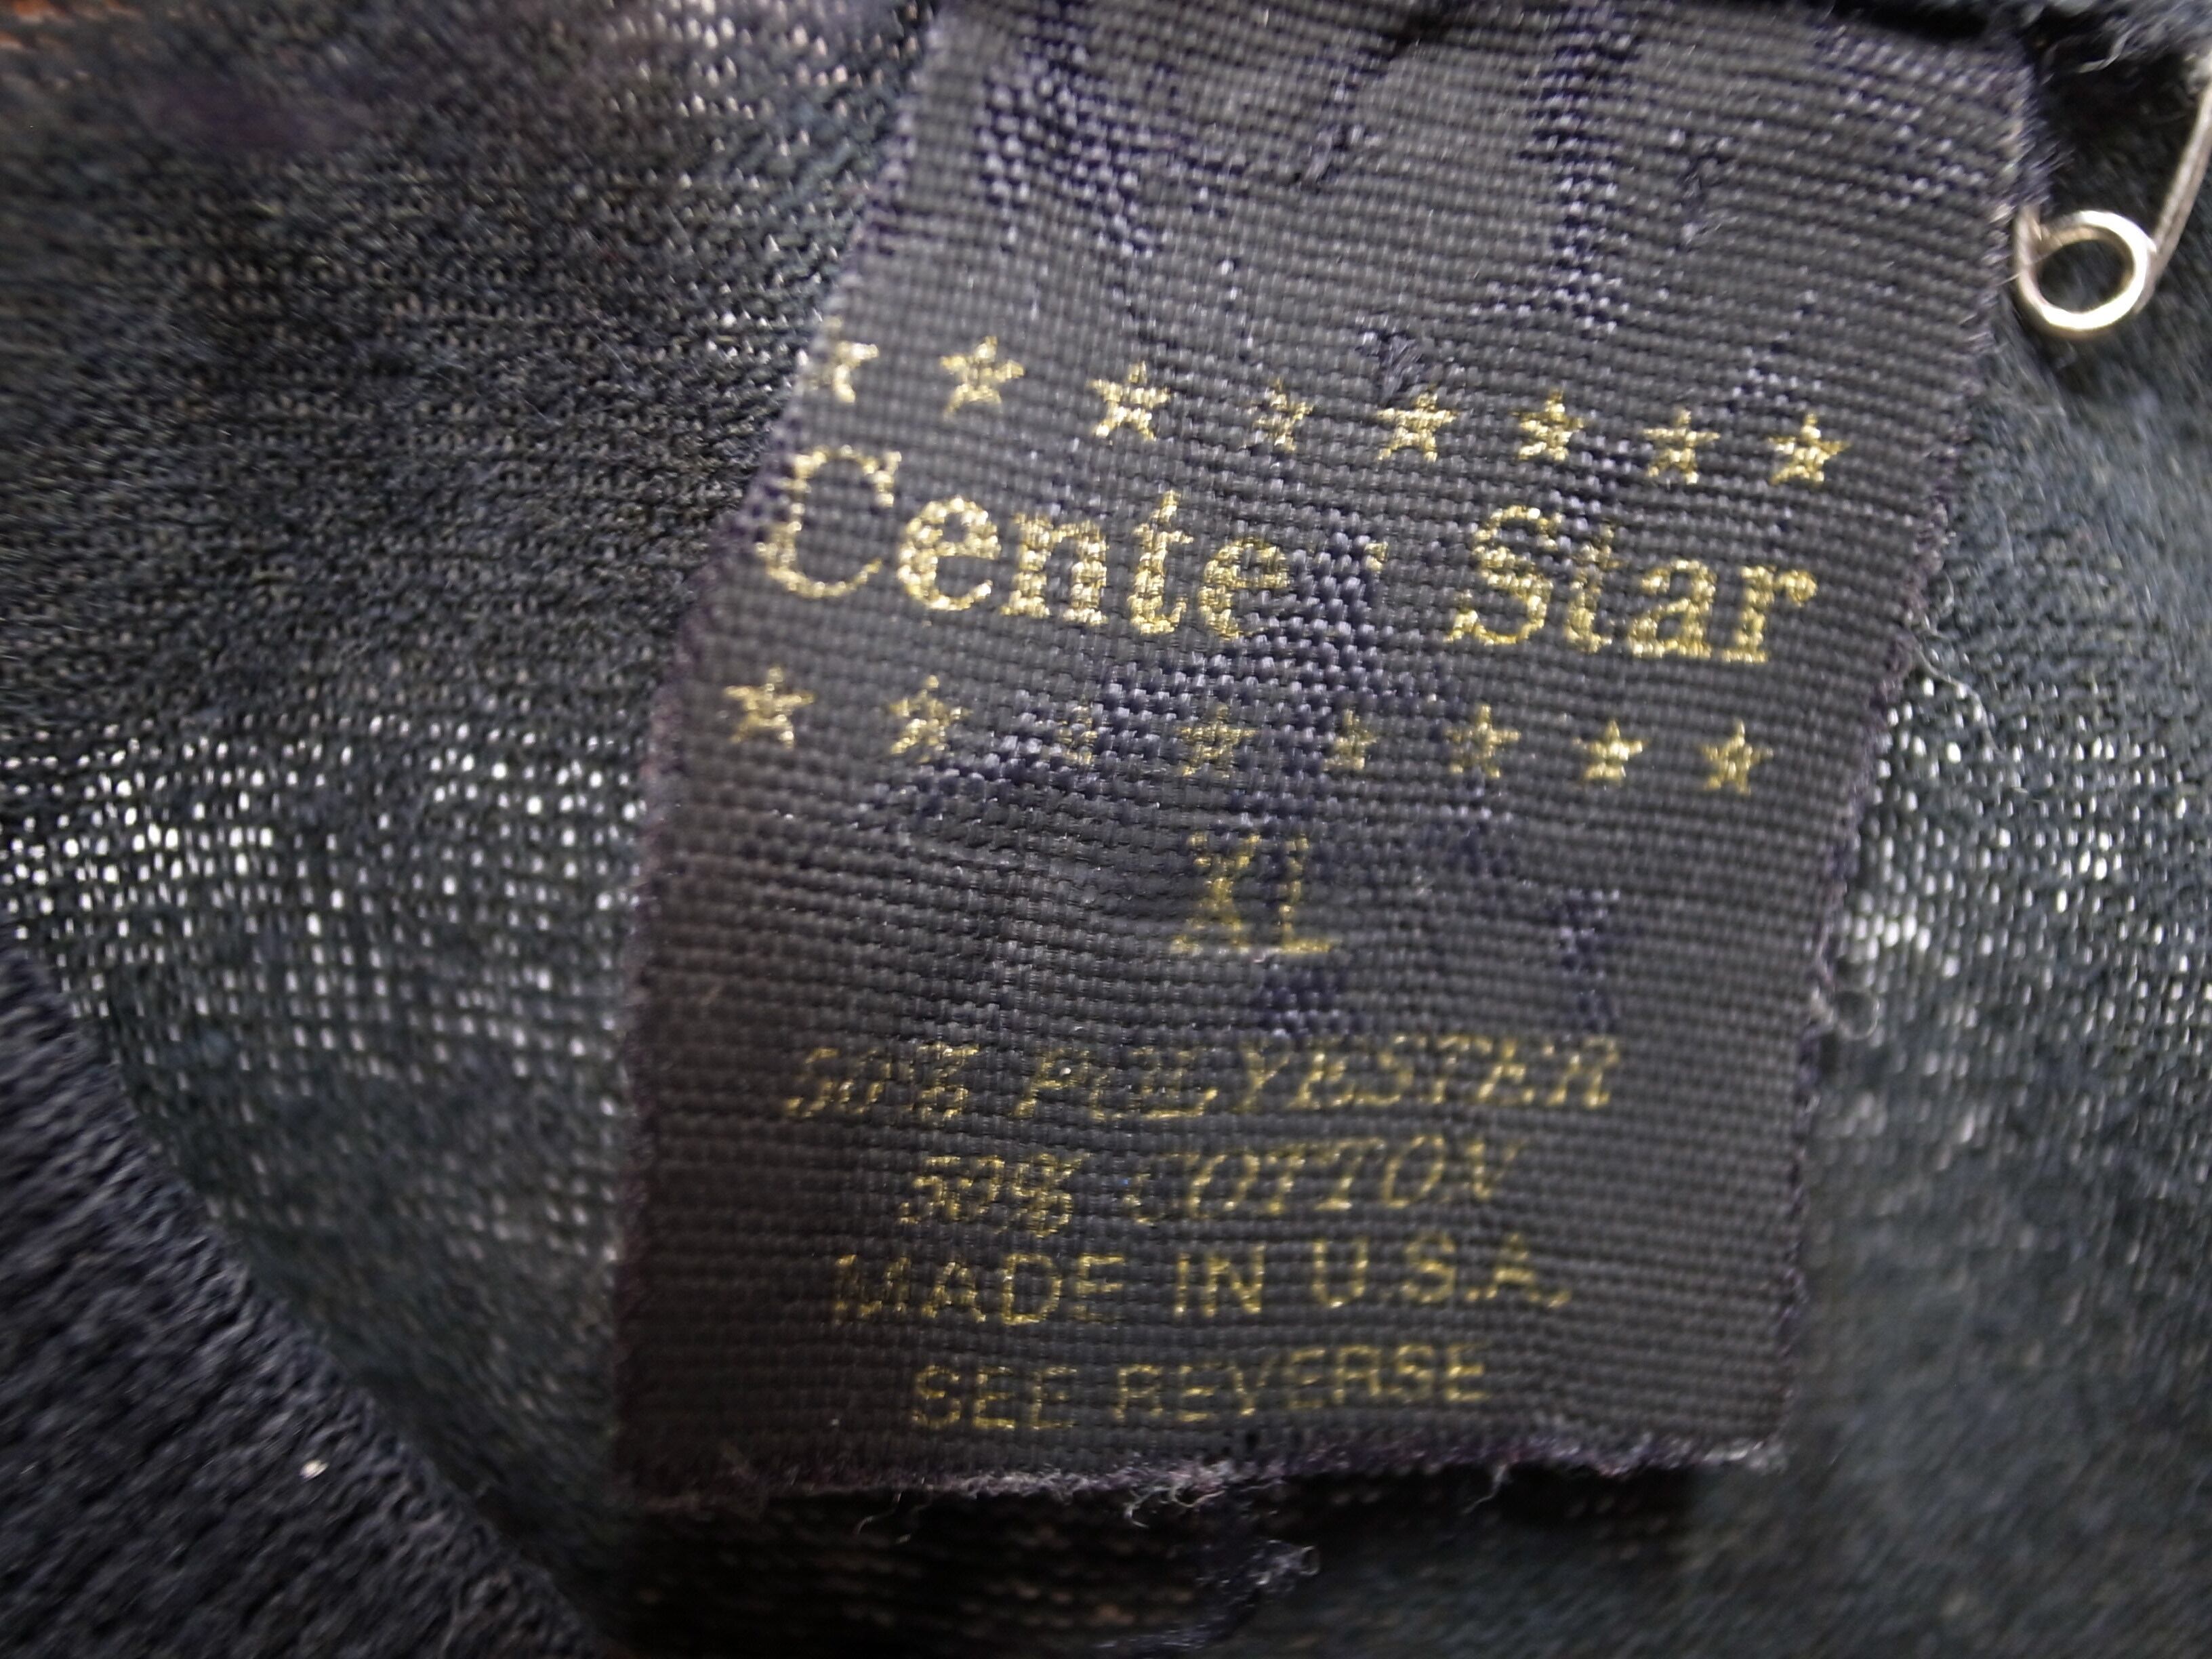 Center Star
XL
50% POLYESTER
50% COTTON
MADE IN U.S.A.
SEE REVERSE